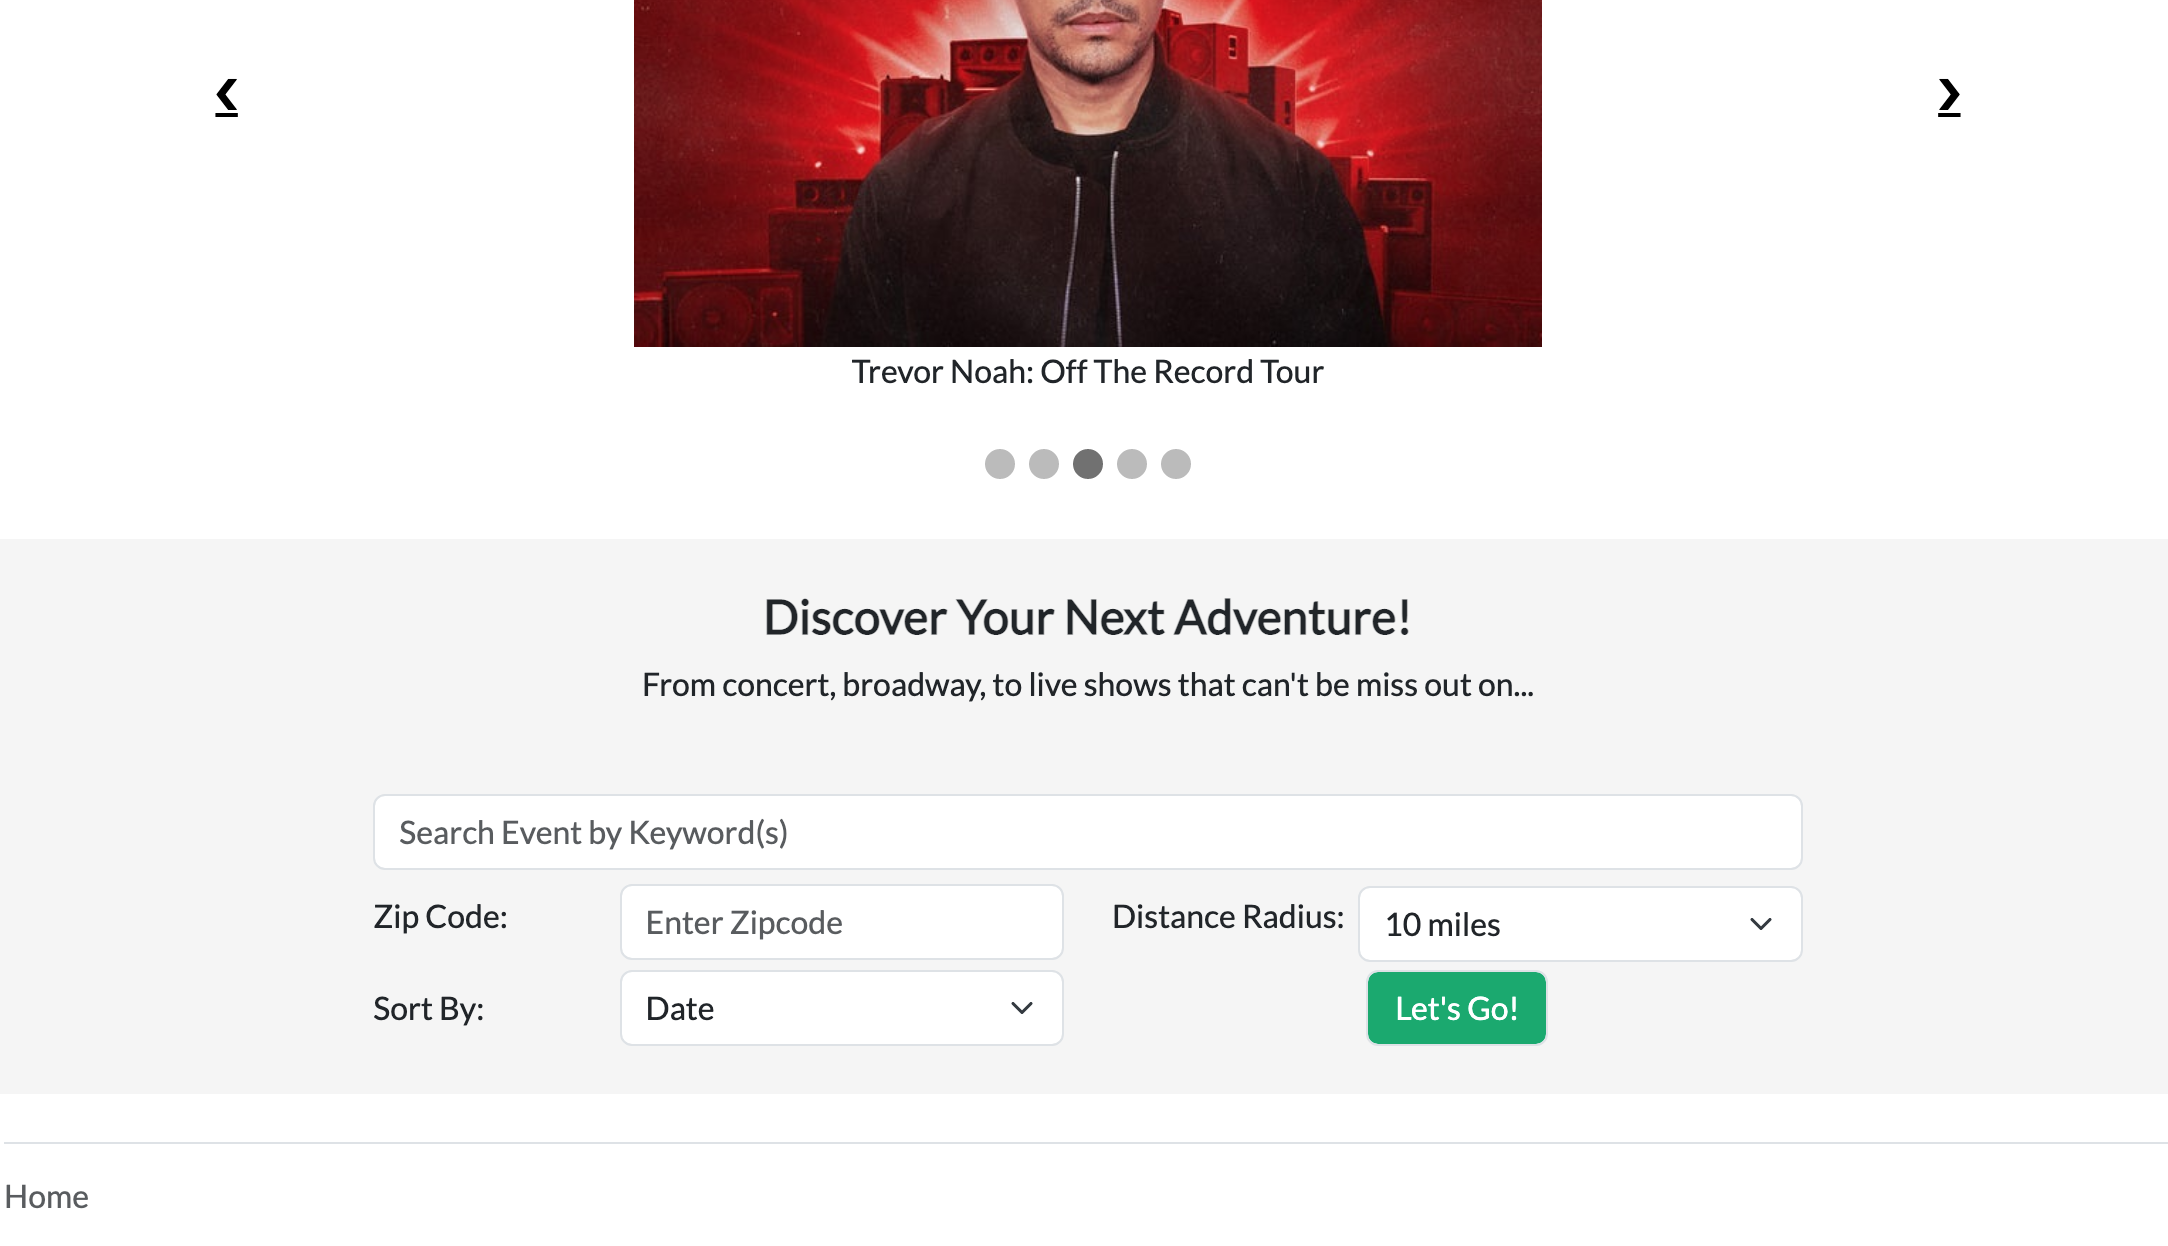 Trevor Noah: Off The Record Tour
Discover Your Next Adventure!
From concert, broadway, to live shows that can't be miss out on...
Search Event by Keyword(s)
Zip Code: Enter Zipcode Distance Radius: 10 miles
Sort By: Date Let's Go!
Home